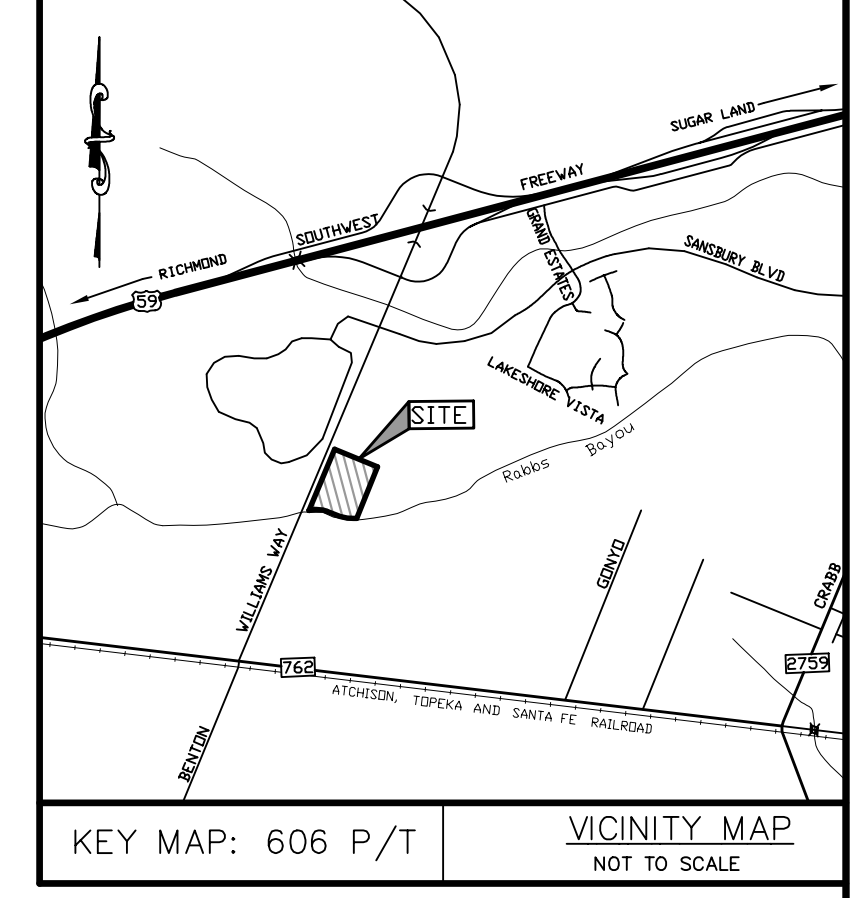 SUGAR LAND
FREEWAY
SOUTHWEST
RICHMOND
59
GRAND ESTATES
SANSBURY BLVD
LAKESHORE VISTA
SITE
Rabbs Bayou
WILLIAMS WAY
GONYO
CRABB
2759
762
ATCHISON, TOPEKA AND SANTA FE RAILROAD
BENTON
KEY MAP: 606 P/T
VICINITY MAP
NOT TO SCALE